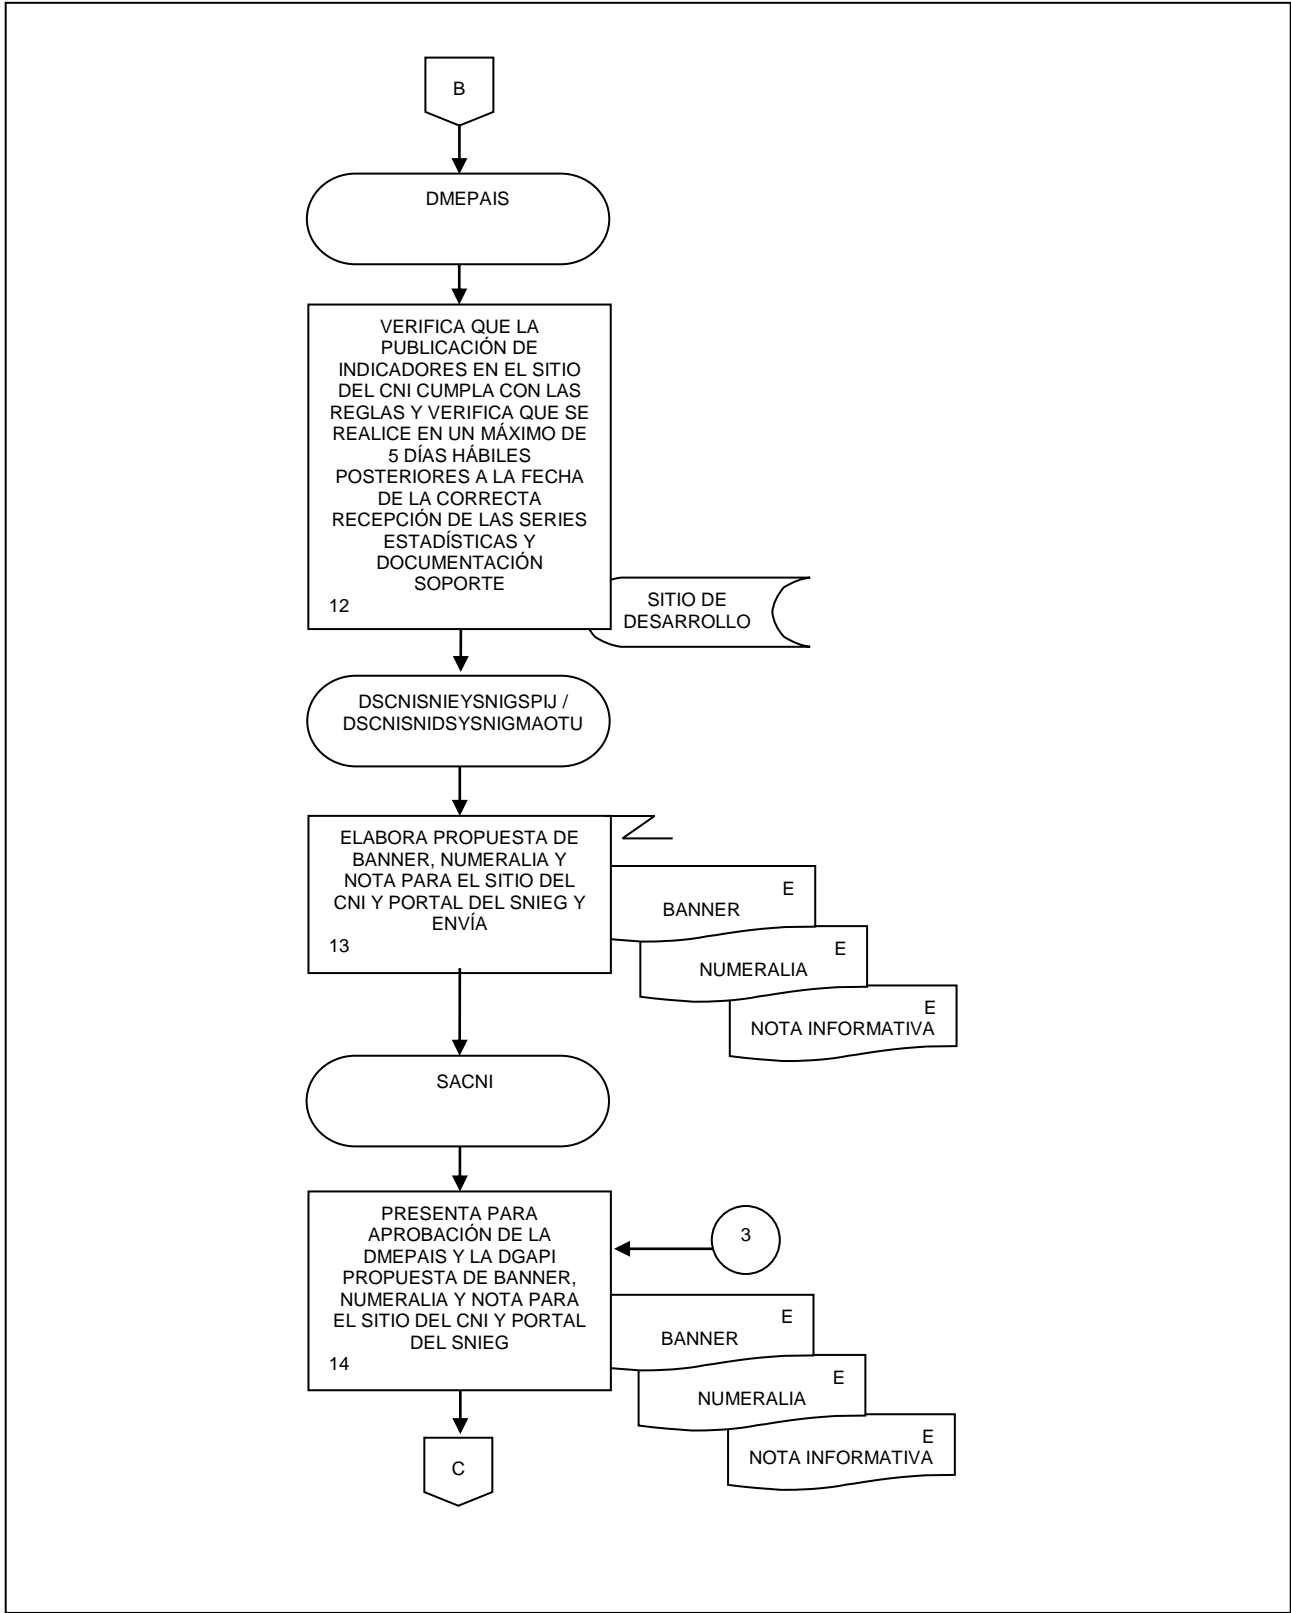 B
DMEPAIS
VERIFICA QUE LA
PUBLICACIÓN DE
INDICADORES EN EL SITIO
DEL CNI CUMPLA CON LAS
REGLAS Y VERIFICA QUE SE
REALICE EN UN MÁXIMO DE
5 DÍAS HÁBILES
POSTERIORES A LA FECHA
DE LA CORRECTA
RECEPCIÓN DE LAS SERIES
ESTADÍSTICAS Y
DOCUMENTACIÓN
SOPORTE
12
SITIO DE
DESARROLLO
DSCNISNIEYSNIGSPIJ /
DSCNISNIDSYSNIGMAOTU
ELABORA PROPUESTA DE
BANNER, NUMERALIA Y
NOTA PARA EL SITIO DEL
CNI Y PORTAL DEL SNIEG Y
ENVÍA
13
E
BANNER
E
NUMERALIA
E
NOTA INFORMATIVA
SACNI
PRESENTA PARA
APROBACIÓN DE LA
DMEPAIS Y LA DGAPI
PROPUESTA DE BANNER,
NUMERALIA Y NOTA PARA
EL SITIO DEL CNI Y PORTAL
DEL SNIEG
14
3
E
BANNER
E
NUMERALIA
E
NOTA INFORMATIVA
C